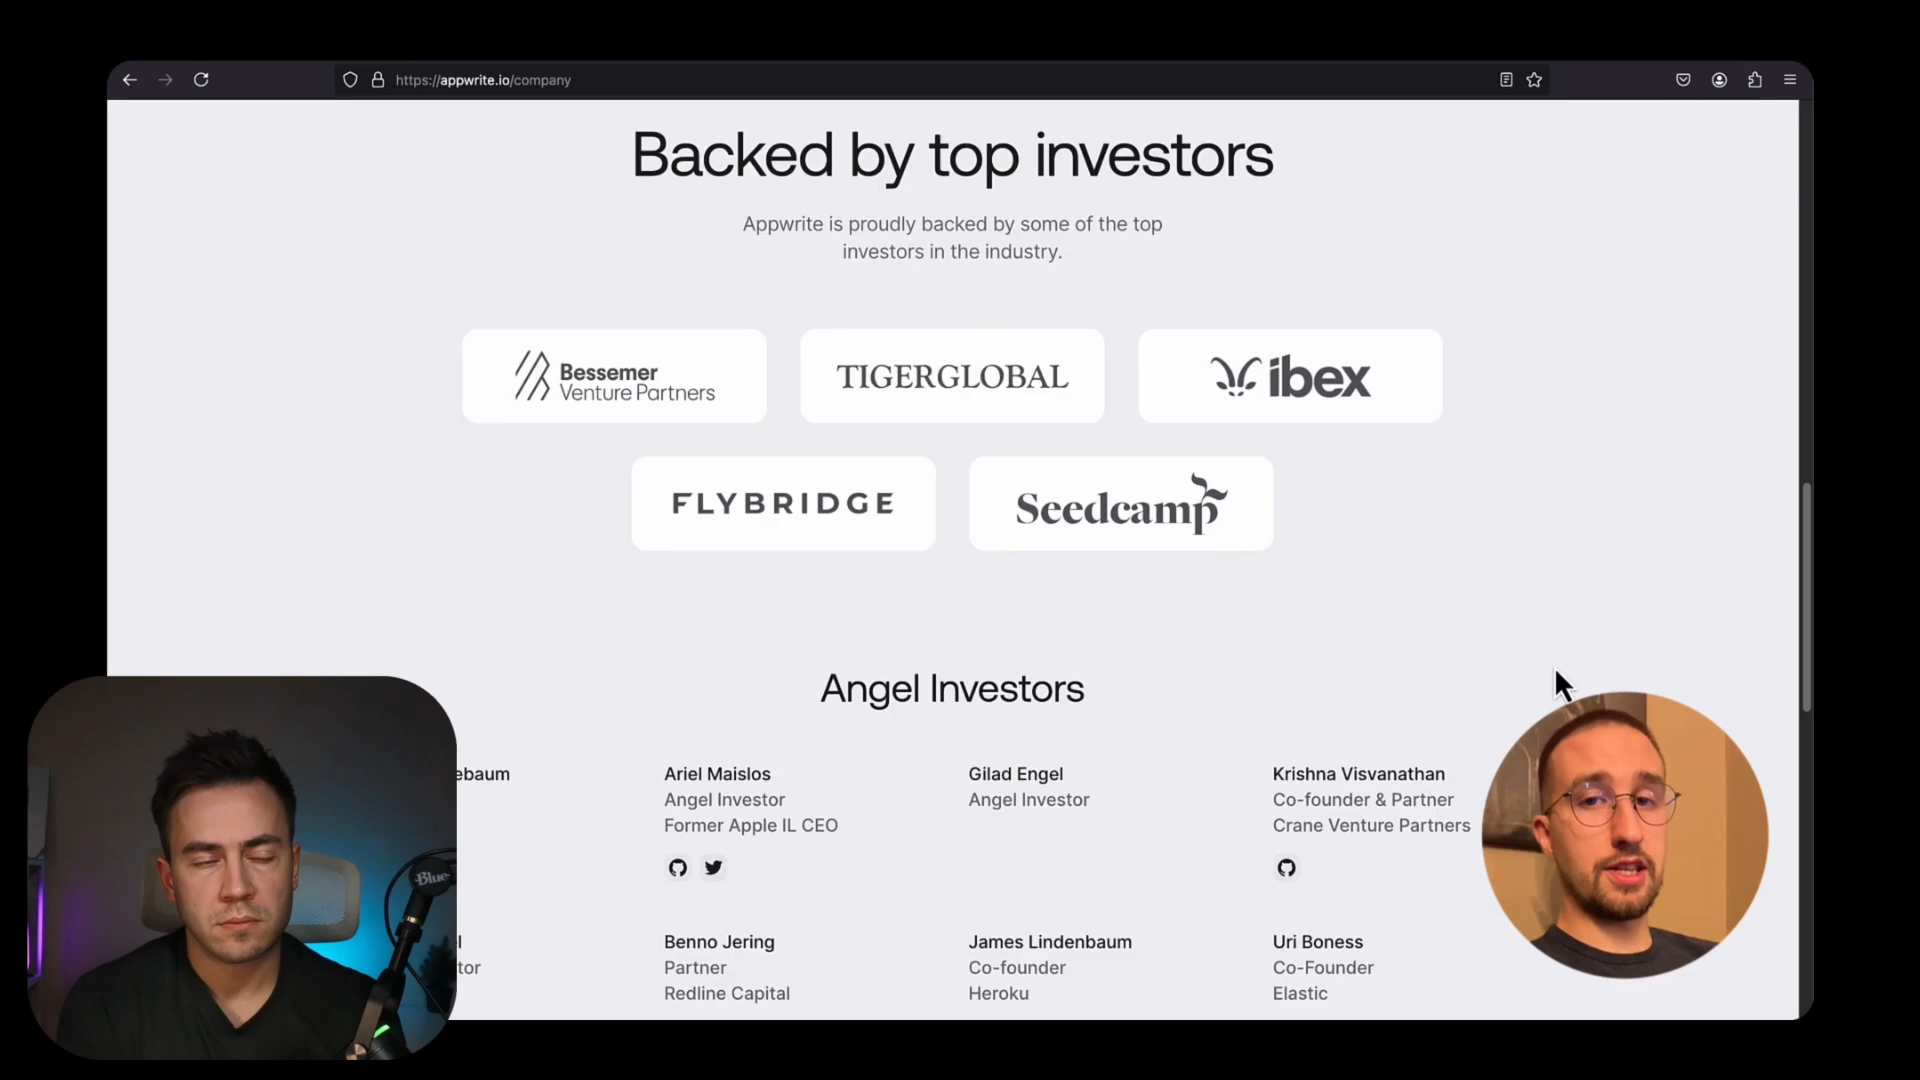 https://appwrite.io/company
Backed by top investors
Appwrite is proudly backed by some of the top
investors in the industry.
Bessemer
Venture Partners
TIGERGLOBAL
ibex
FLYBRIDGE
Seedcamp
Angel Investors
ebaum
Ariel Maislos
Angel Investor
Former Apple IL CEO
Gilad Engel
Angel Investor
Krishna Visvanathan
Co-founder & Partner
Crane Venture Partners
l
tor
Benno Jering
Partner
Redline Capital
James Lindenbaum
Co-founder
Heroku
Uri Boness
Co-Founder
Elastic
Blue